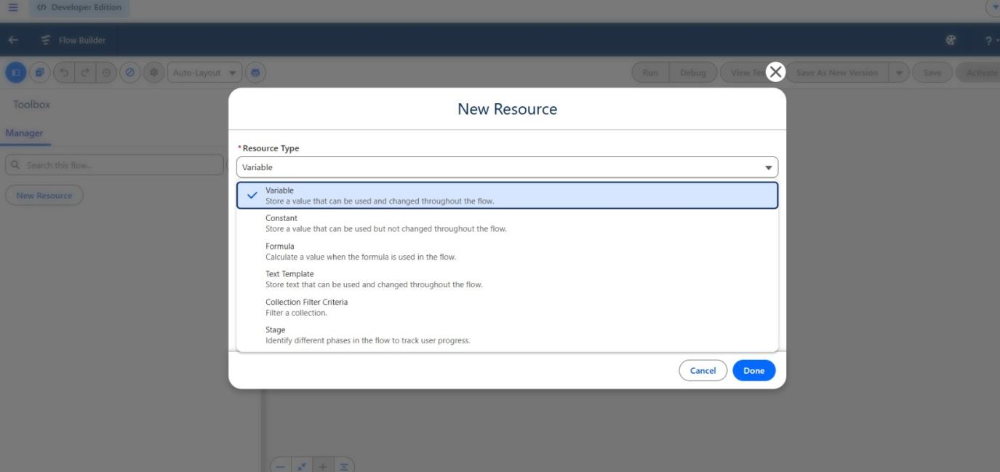 Developer Edition
Flow Builder
?
Auto-Layout
Run
Debug
View Tes
Save As New Version
Save
Activate
Toolbox
Manager
Search this flow...
New Resource
New Resource
*Resource Type
Variable
Variable
Store a value that can be used and changed throughout the flow.
Constant
Store a value that can be used but not changed throughout the flow.
Formula
Calculate a value when the formula is used in the flow.
Text Template
Store text that can be used and changed throughout the flow.
Collection Filter Criteria
Filter a collection.
Stage
Identify different phases in the flow to track user progress.
Cancel
Done